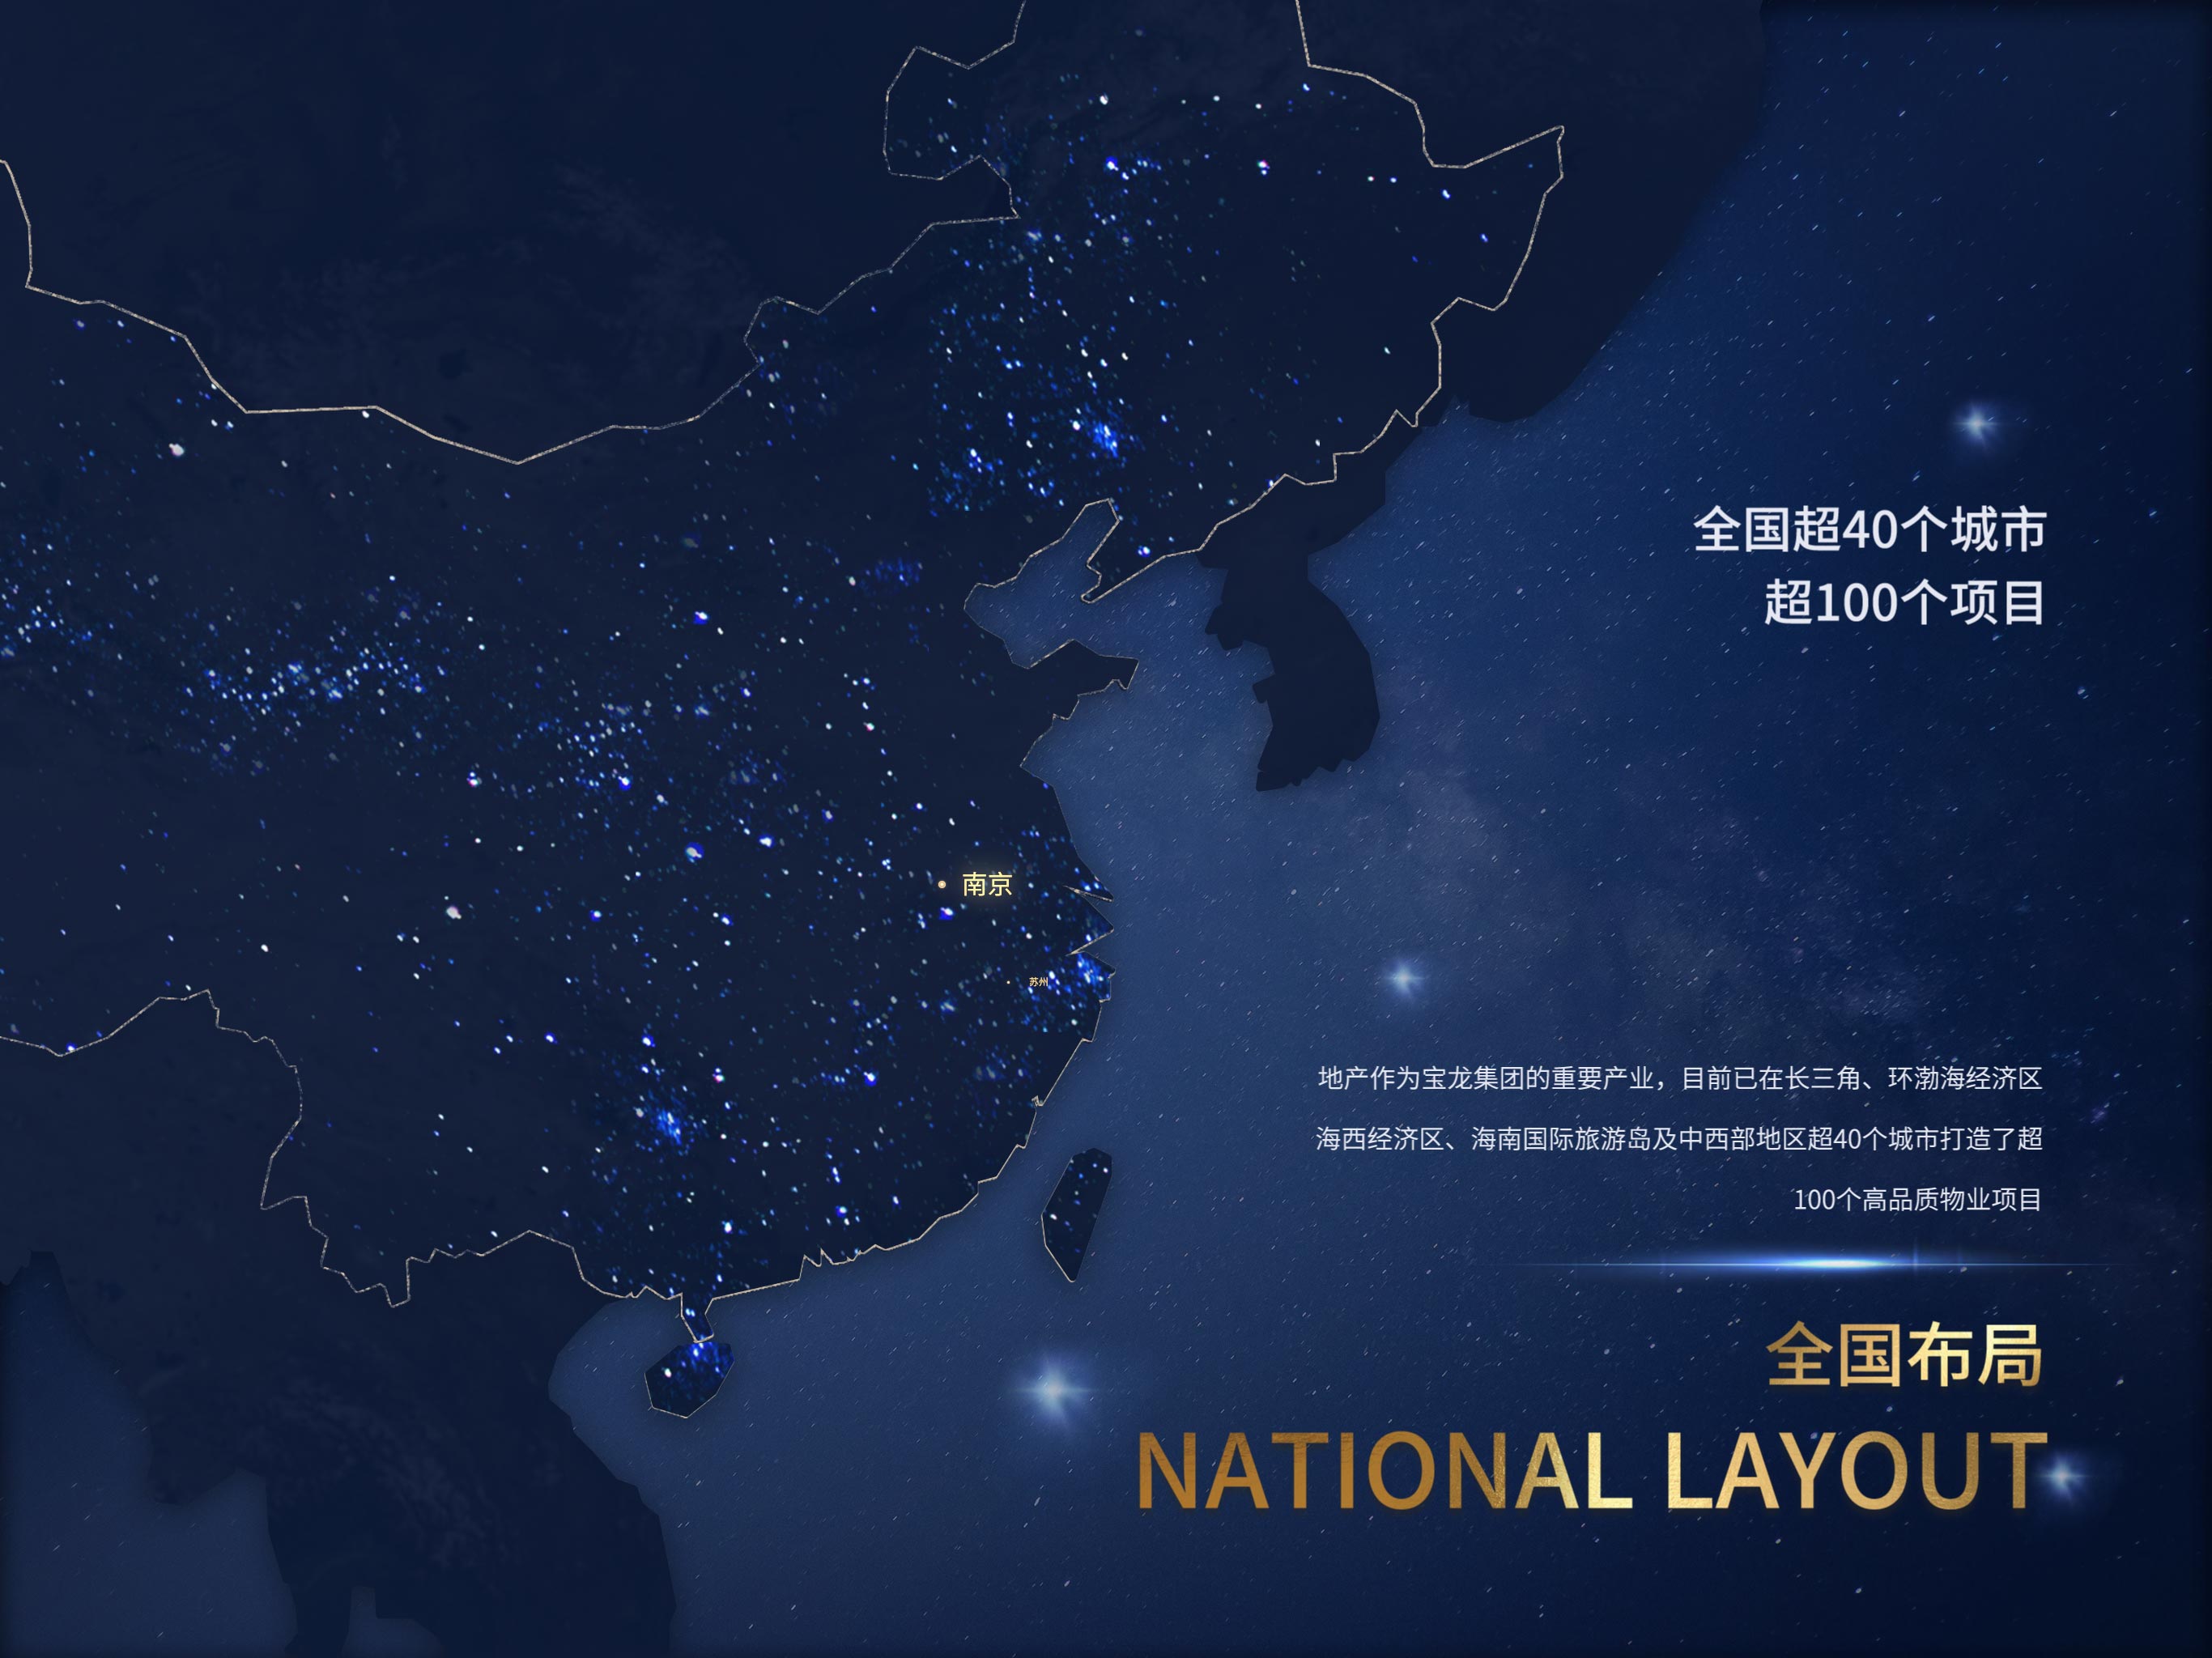 全国超40个城市
超100个项目
南京
苏州
地产作为宝龙集团的重要产业，目前已在长三角、环渤海经济区
海西经济区、海南国际旅游岛及中西部地区超40个城市打造了超
100个高品质物业项目
全国布局
NATIONAL LAYOUT